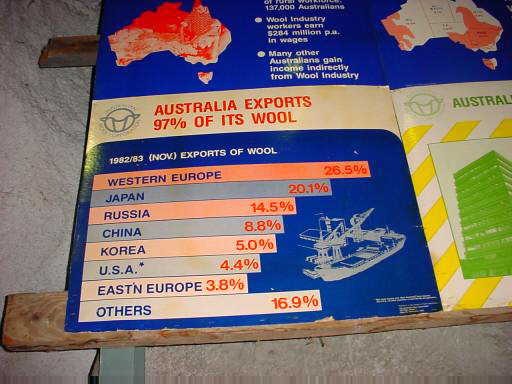 of rural workforce,
137,000 Australians
● Wool Industry
workers earn
$284 million p.a.
in wages
● Many other
Australians gain
income indirectly
from Wool Industry
AUSTRALIA EXPORTS
97% OF ITS WOOL
AUSTRAL
1982/83 (NOV.) EXPORTS OF WOOL
WESTERN EUROPE 26.5%
JAPAN 20.1%
RUSSIA 14.5%
CHINA 8.8%
KOREA 5.0%
U.S.A.* 4.4%
EASTN EUROPE 3.8%
OTHERS 16.9%